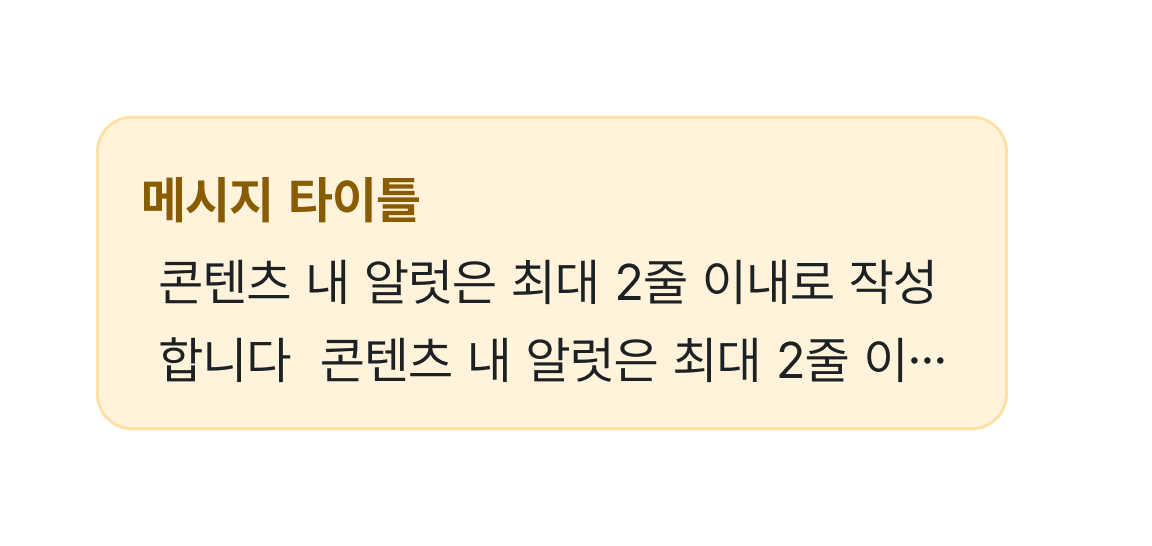 메시지 타이틀
콘텐츠 내 알럿은 최대 2줄 이내로 작성
합니다 콘텐츠 내 알럿은 최대 2줄 이…